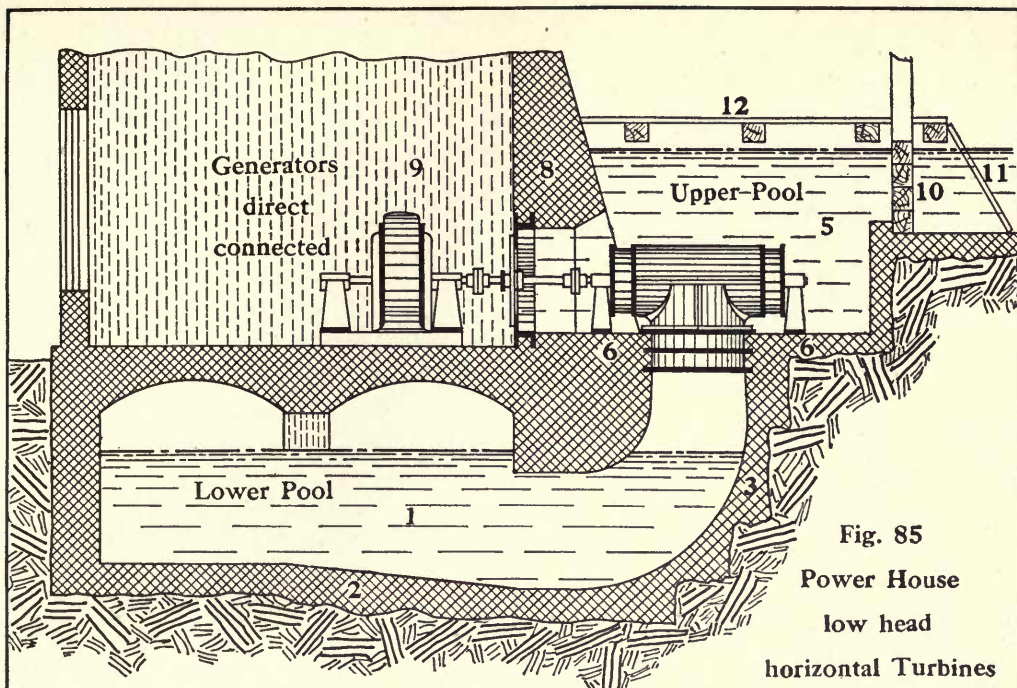 12
Generators 9 8
direct
connected
Upper-Pool
11
10
5
6 6
Lower Pool
1
3
2
Fig. 85
Power House
low head
horizontal Turbines